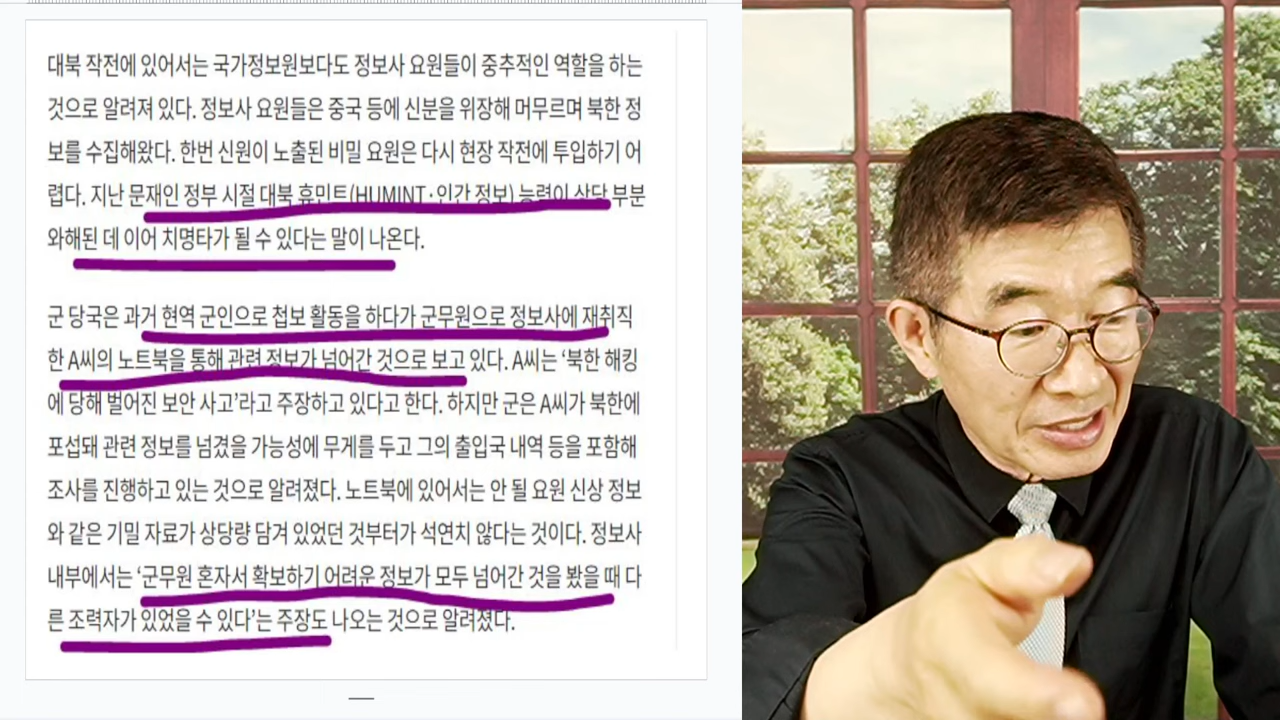 대북 작전에 있어서는 국가정보원보다도 정보사 요원들이 중추적인 역할을 하는
것으로 알려져 있다. 정보사 요원들은 중국 등에 신분을 위장해 머무르며 북한 정
보를 수집해왔다. 한번 신원이 노출된 비밀 요원은 다시 현장 작전에 투입하기 어
렵다. 지난 문재인 정부 시절 대북 휴민트(HUMINT·인간 정보) 능력이 상당 부분
와해된 데 이어 치명타가 될 수 있다는 말이 나온다.
군 당국은 과거 현역 군인으로 첩보 활동을 하다가 군무원으로 정보사에 재취직
한 A씨의 노트북을 통해 관련 정보가 넘어간 것으로 보고 있다. A씨는 ‘북한 해킹
에 당해 벌어진 보안 사고’라고 주장하고 있다고 한다. 하지만 군은 A씨가 북한에
포섭돼 관련 정보를 넘겼을 가능성에 무게를 두고 그의 출입국 내역 등을 포함해
조사를 진행하고 있는 것으로 알려졌다. 노트북에 있어서는 안 될 요원 신상 정보
와 같은 기밀 자료가 상당량 담겨 있었던 것부터가 석연치 않다는 것이다. 정보사
내부에서는 ‘군무원 혼자서 확보하기 어려운 정보가 모두 넘어간 것을 봤을 때 다
른 조력자가 있었을 수 있다’는 주장도 나오는 것으로 알려졌다.